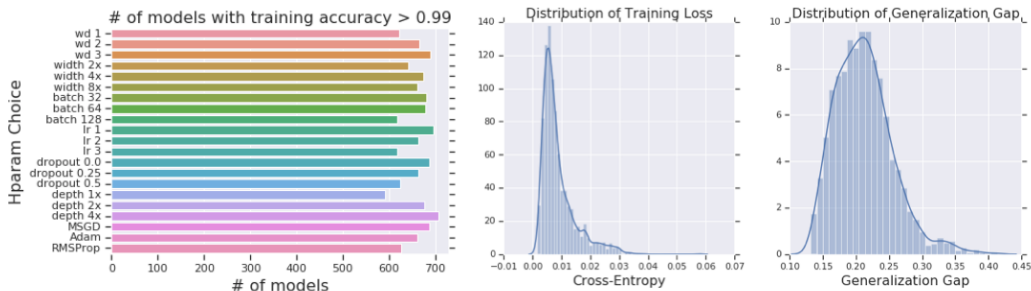 # of models with training accuracy > 0.99
Hparam Choice
wd 1
wd 2
wd 3
width 2x
width 4x
width 8x
batch 32
batch 64
batch 128
lr 1
lr 2
lr 3
dropout 0.0
dropout 0.25
dropout 0.5
depth 1x
depth 2x
depth 4x
MSGD
Adam
RMSProp
0 100 200 300 400 500 600 700
# of models
Distribution of Training Loss
140
120
100
80
60
40
20
0
−0.01 0.00 0.01 0.02 0.03 0.04 0.05 0.06 0.07
Cross-Entropy
Distribution of Generalization Gap
10
8
6
4
2
0
0.10 0.15 0.20 0.25 0.30 0.35 0.40 0.45
Generalization Gap